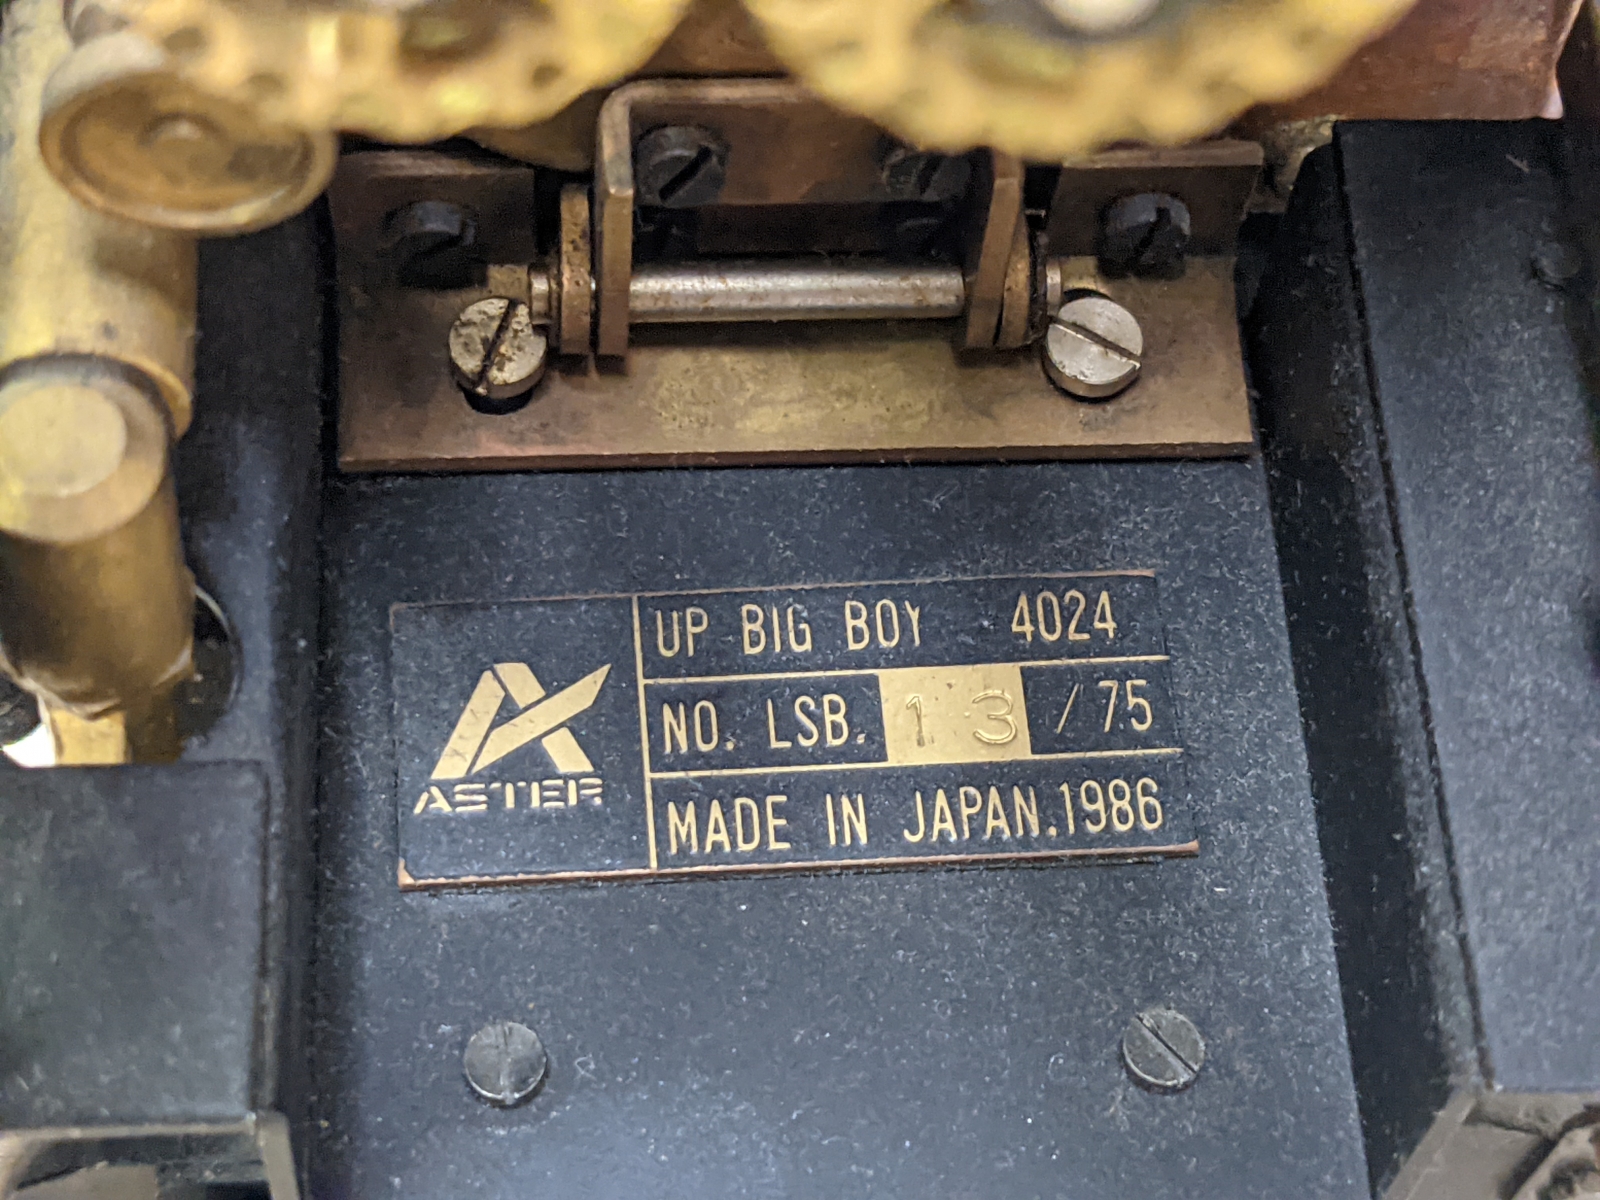 UP BIG BOY 4024
NO. LSB. 13 / 75
ASTER
MADE IN JAPAN.1986